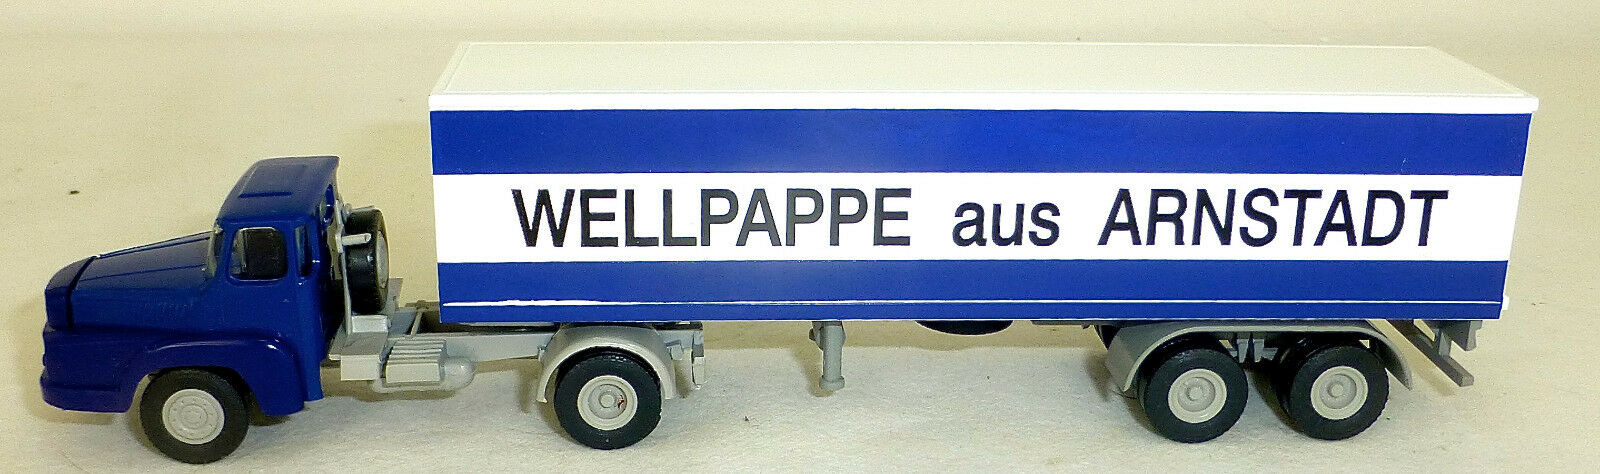 WELLPAPPE aus ARNSTADT